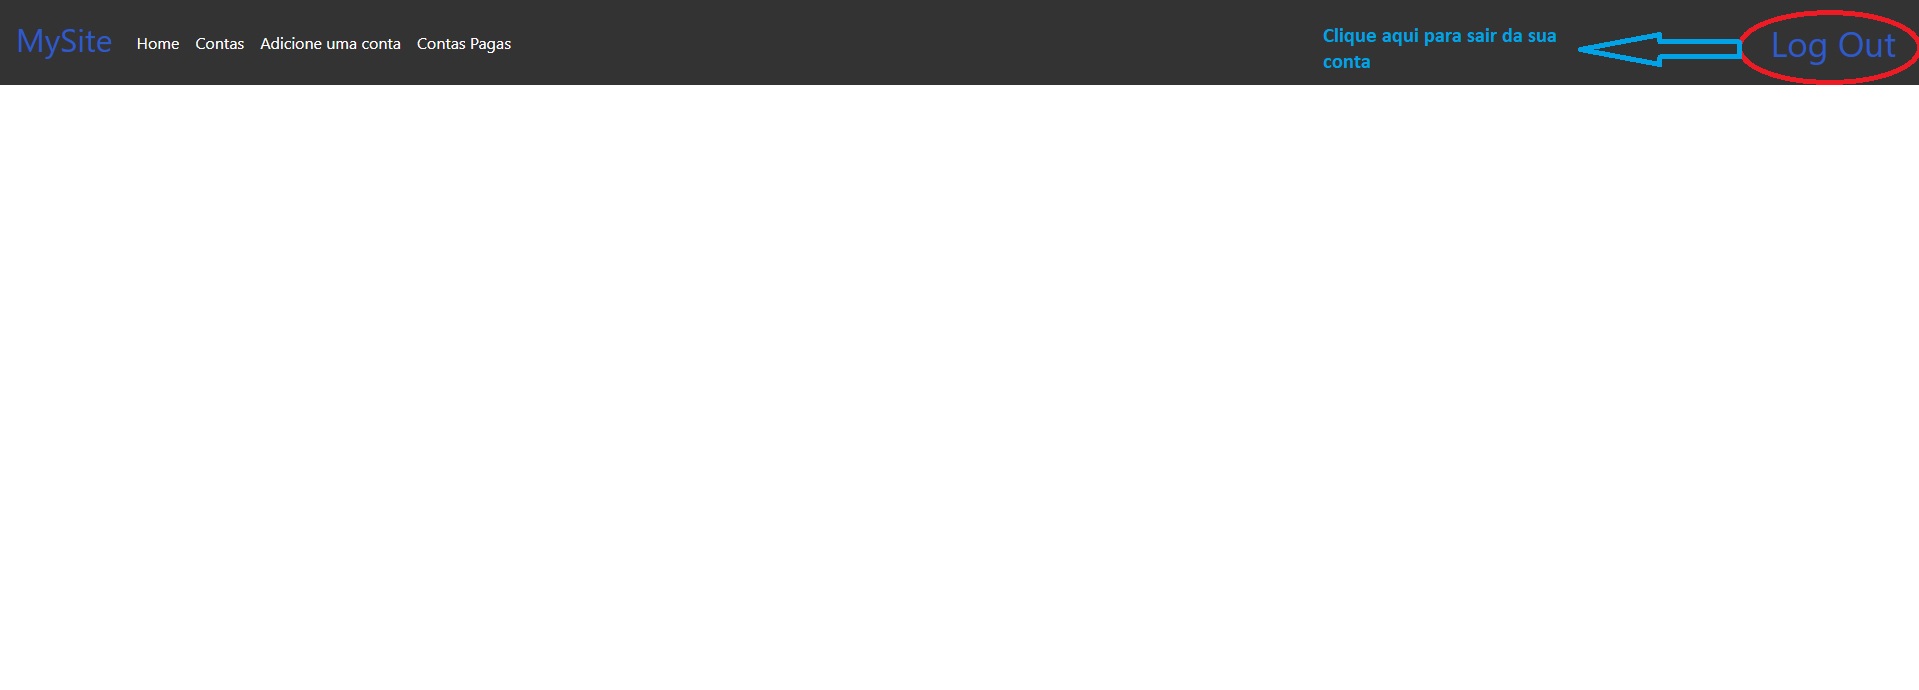 MySite Home Contas Adicione uma conta Contas Pagas
Clique aqui para sair da sua
conta
Log Out